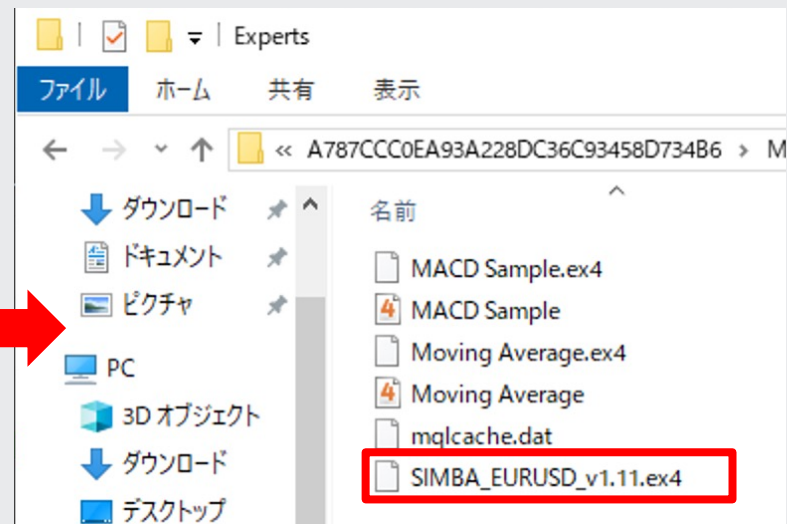 Experts
ファイル ホーム 共有 表示
« A787CCC0EA93A228DC36C93458D734B6 > M
ダウンロード
ドキュメント
ピクチャ
PC
3D オブジェクト
ダウンロード
デスクトップ
名前
MACD Sample.ex4
MACD Sample
Moving Average.ex4
Moving Average
mqlcache.dat
SIMBA_EURUSD_v1.11.ex4